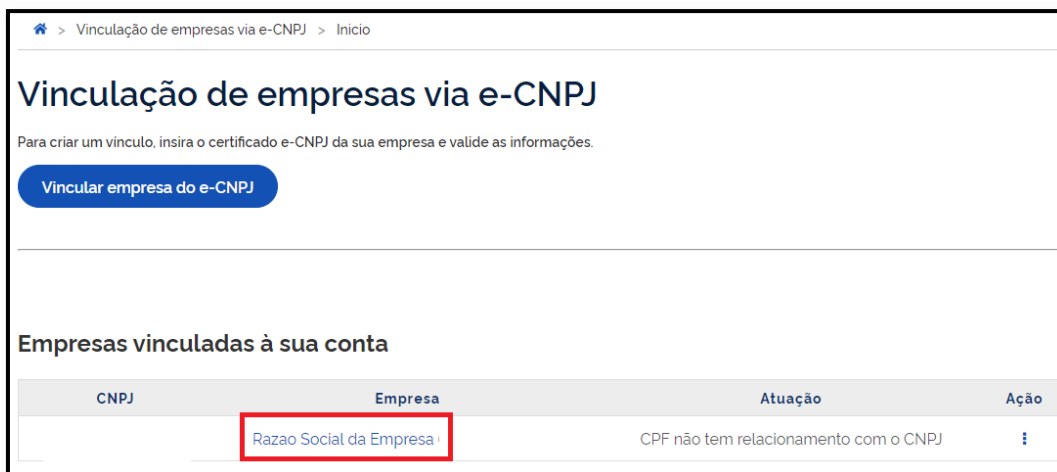 > Vinculação de empresas via e-CNPJ > Inicio
Vinculação de empresas via e-CNPJ
Para criar um vínculo, insira o certificado e-CNPJ da sua empresa e valide as informações.
Vincular empresa do e-CNPJ
Empresas vinculadas à sua conta
CNPJ Empresa Atuação Ação
Razao Social da Empresa CPF não tem relacionamento com o CNPJ